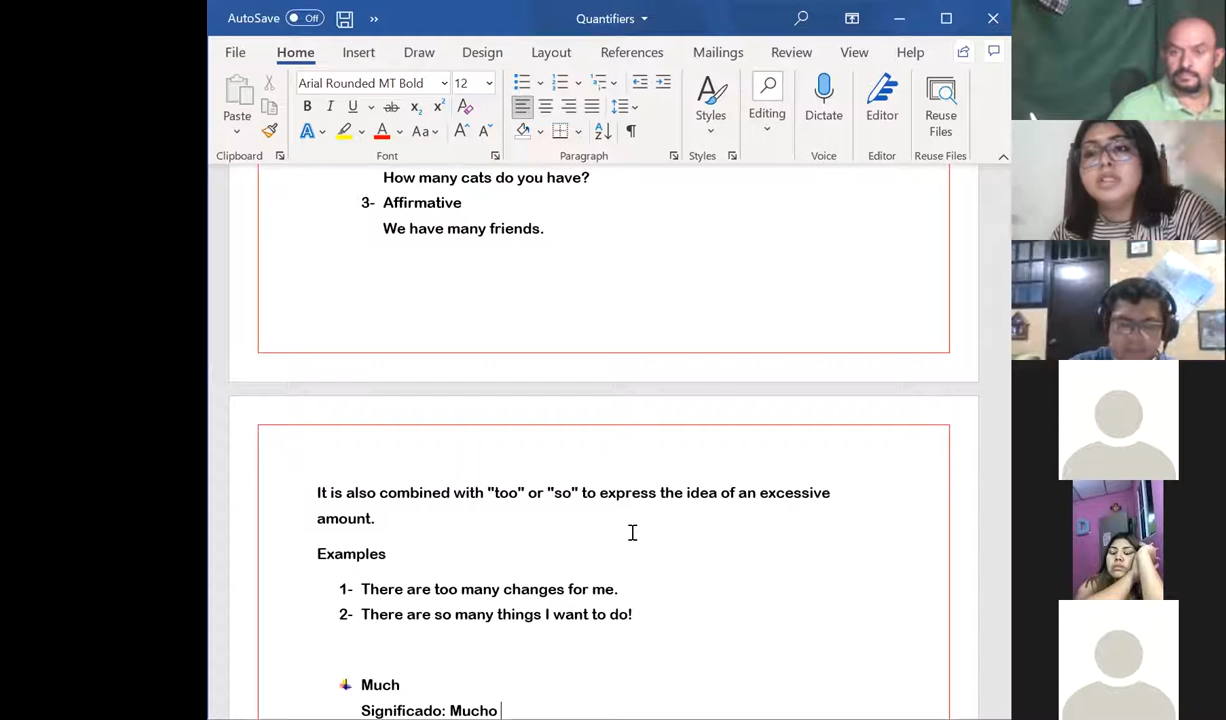 AutoSave Off Quantifiers
File Home Insert Draw Design Layout References Mailings Review View Help
Arial Rounded MT Bold 12
Paste Styles Editing Dictate Editor Reuse Files
Clipboard Font Paragraph Styles Voice Editor Reuse Files
How many cats do you have?
3- Affirmative
We have many friends.
It is also combined with "too" or "so" to express the idea of an excessive
amount.
Examples
1- There are too many changes for me.
2- There are so many things I want to do!
Much
Significado: Mucho